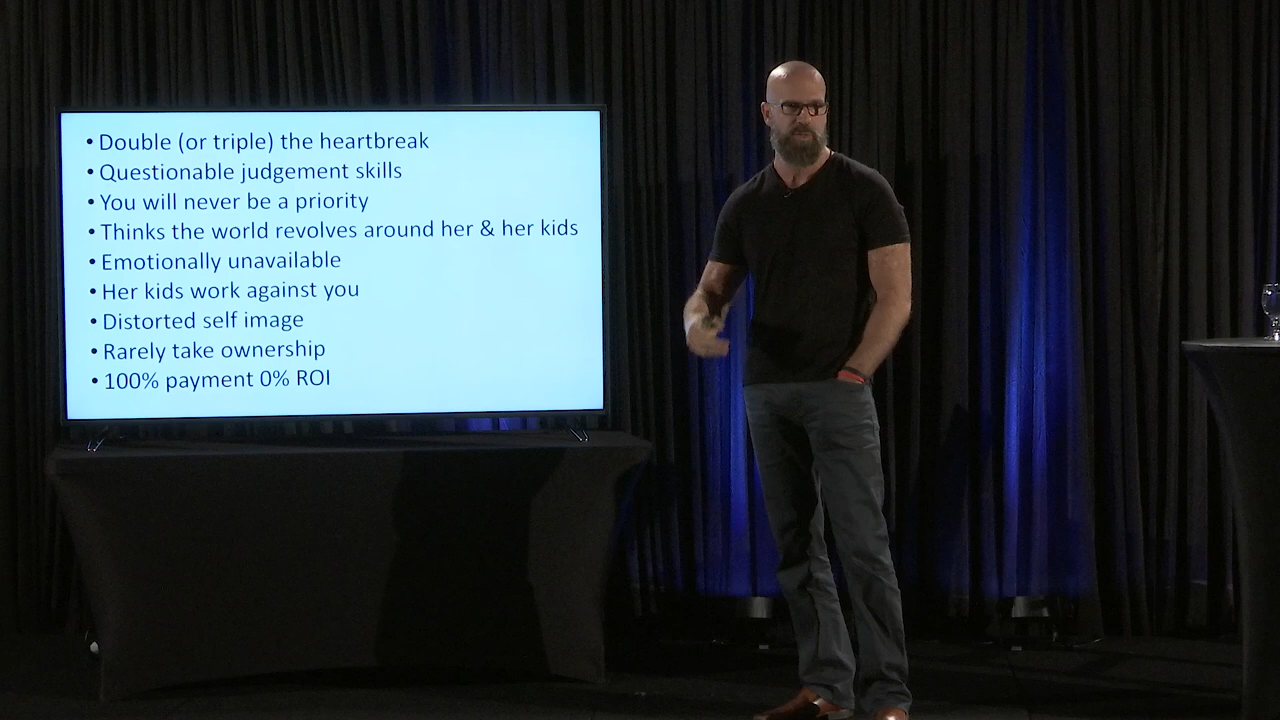 • Double (or triple) the heartbreak
• Questionable judgement skills
• You will never be a priority
• Thinks the world revolves around her & her kids
• Emotionally unavailable
• Her kids work against you
• Distorted self image
• Rarely take ownership
• 100% payment 0% ROI